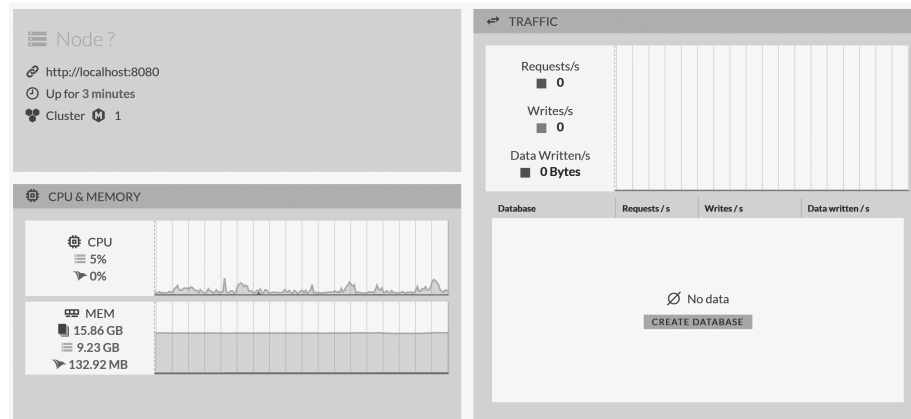 Node ?
http://localhost:8080
Up for 3 minutes
Cluster 1
CPU & MEMORY
CPU
5%
0%
MEM
15.86 GB
9.23 GB
132.92 MB
TRAFFIC
Requests/s
0
Writes/s
0
Data Written/s
0 Bytes
Database Requests / s Writes / s Data written / s
No data
CREATE DATABASE